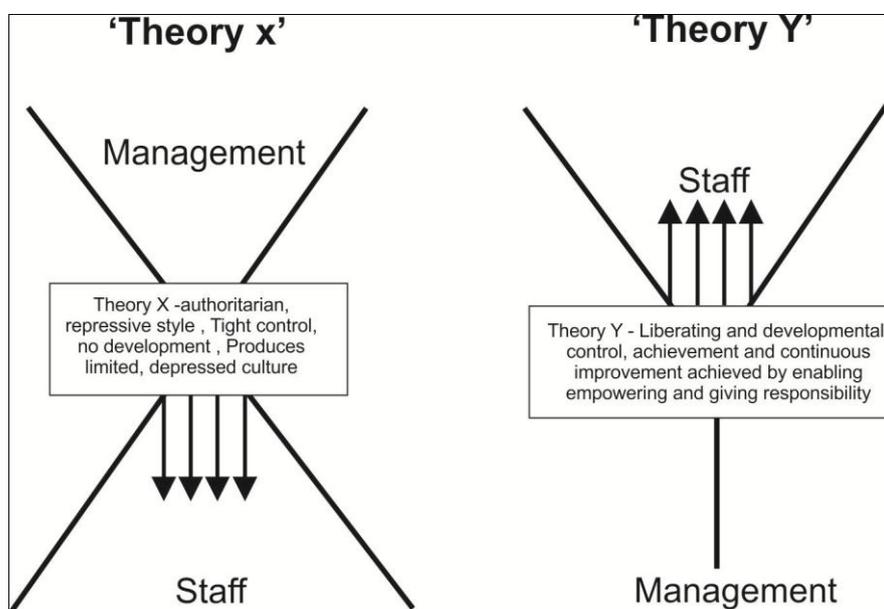 ‘Theory x’
Management
Theory X -authoritarian,
repressive style , Tight control,
no development , Produces
limited, depressed culture
Staff
‘Theory Y’
Staff
Theory Y - Liberating and developmental
control, achievement and continuous
improvement achieved by enabling
empowering and giving responsibility
Management